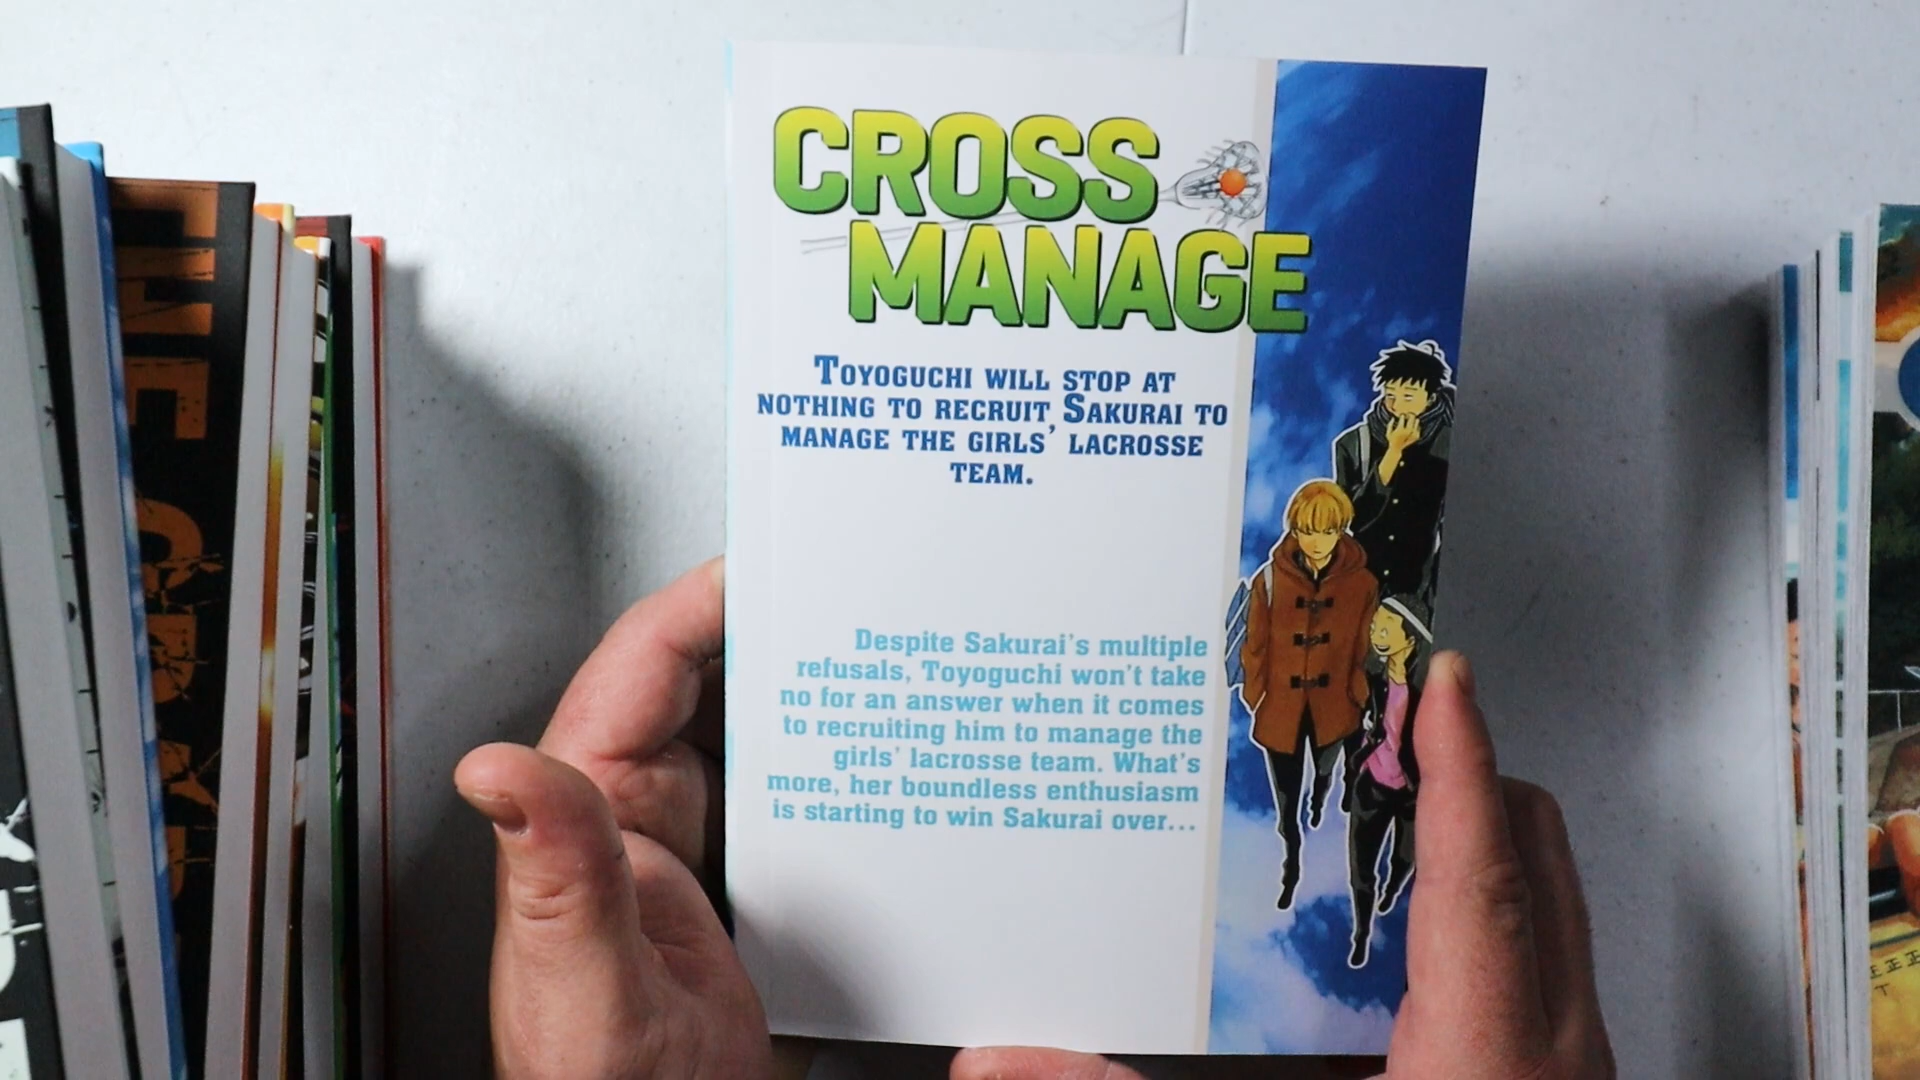 CROSS
MANAGE
TOYOGUCHI WILL STOP AT
NOTHING TO RECRUIT SAKURAI TO
MANAGE THE GIRLS' LACROSSE
TEAM.
Despite Sakurai's multiple
refusals, Toyoguchi won't take
no for an answer when it comes
to recruiting him to manage the
girls' lacrosse team. What's
more, her boundless enthusiasm
is starting to win Sakurai over...